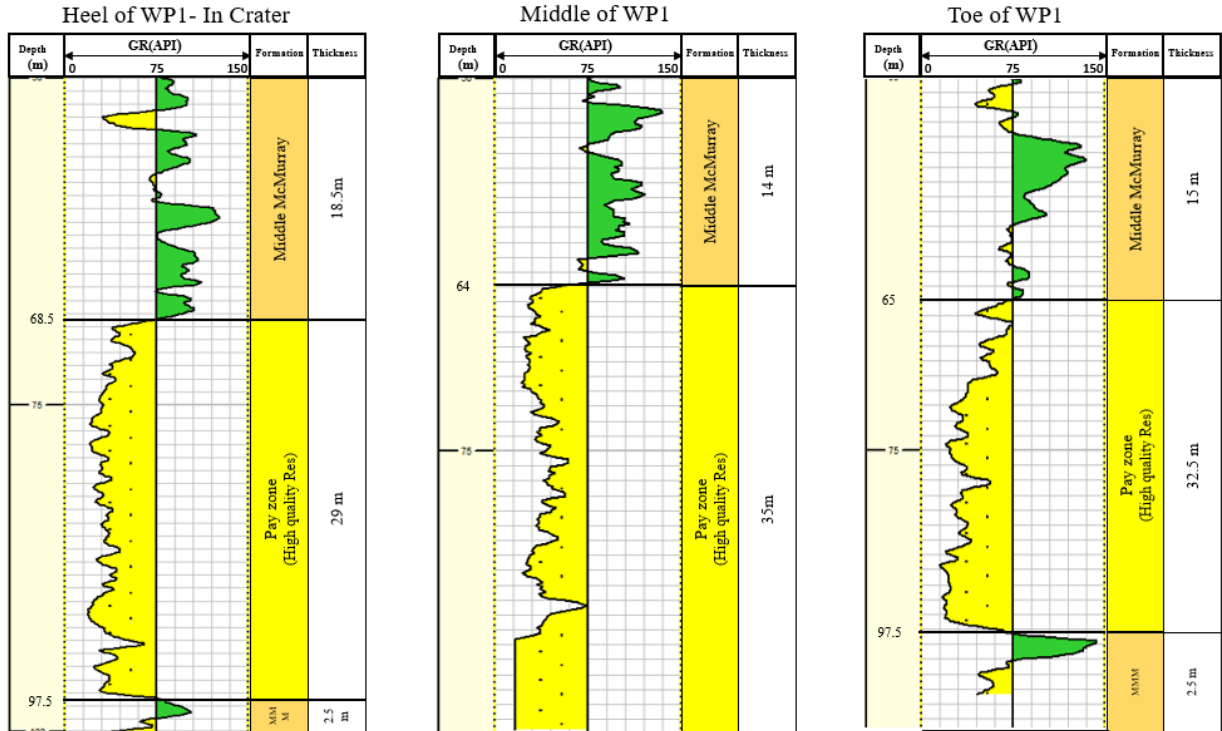 Heel of WP1- In Crater
Depth
(m)
GR(API)
0 75 150
Formation
Thickness
68.5
75
97.5
Middle McMurray
18.5m
Pay zone
(High quality Res)
29 m
MM
M
2.5
m
Middle of WP1
Depth
(m)
GR(API)
0 75 150
Formation
Thickness
64
75
Middle McMurray
14 m
Pay zone
(High quality Res)
35m
Toe of WP1
Depth
(m)
GR(API)
0 75 150
Formation
Thickness
65
75
97.5
Middle McMurray
15 m
Pay zone
(High quality Res)
32.5 m
MMM
2.5 m